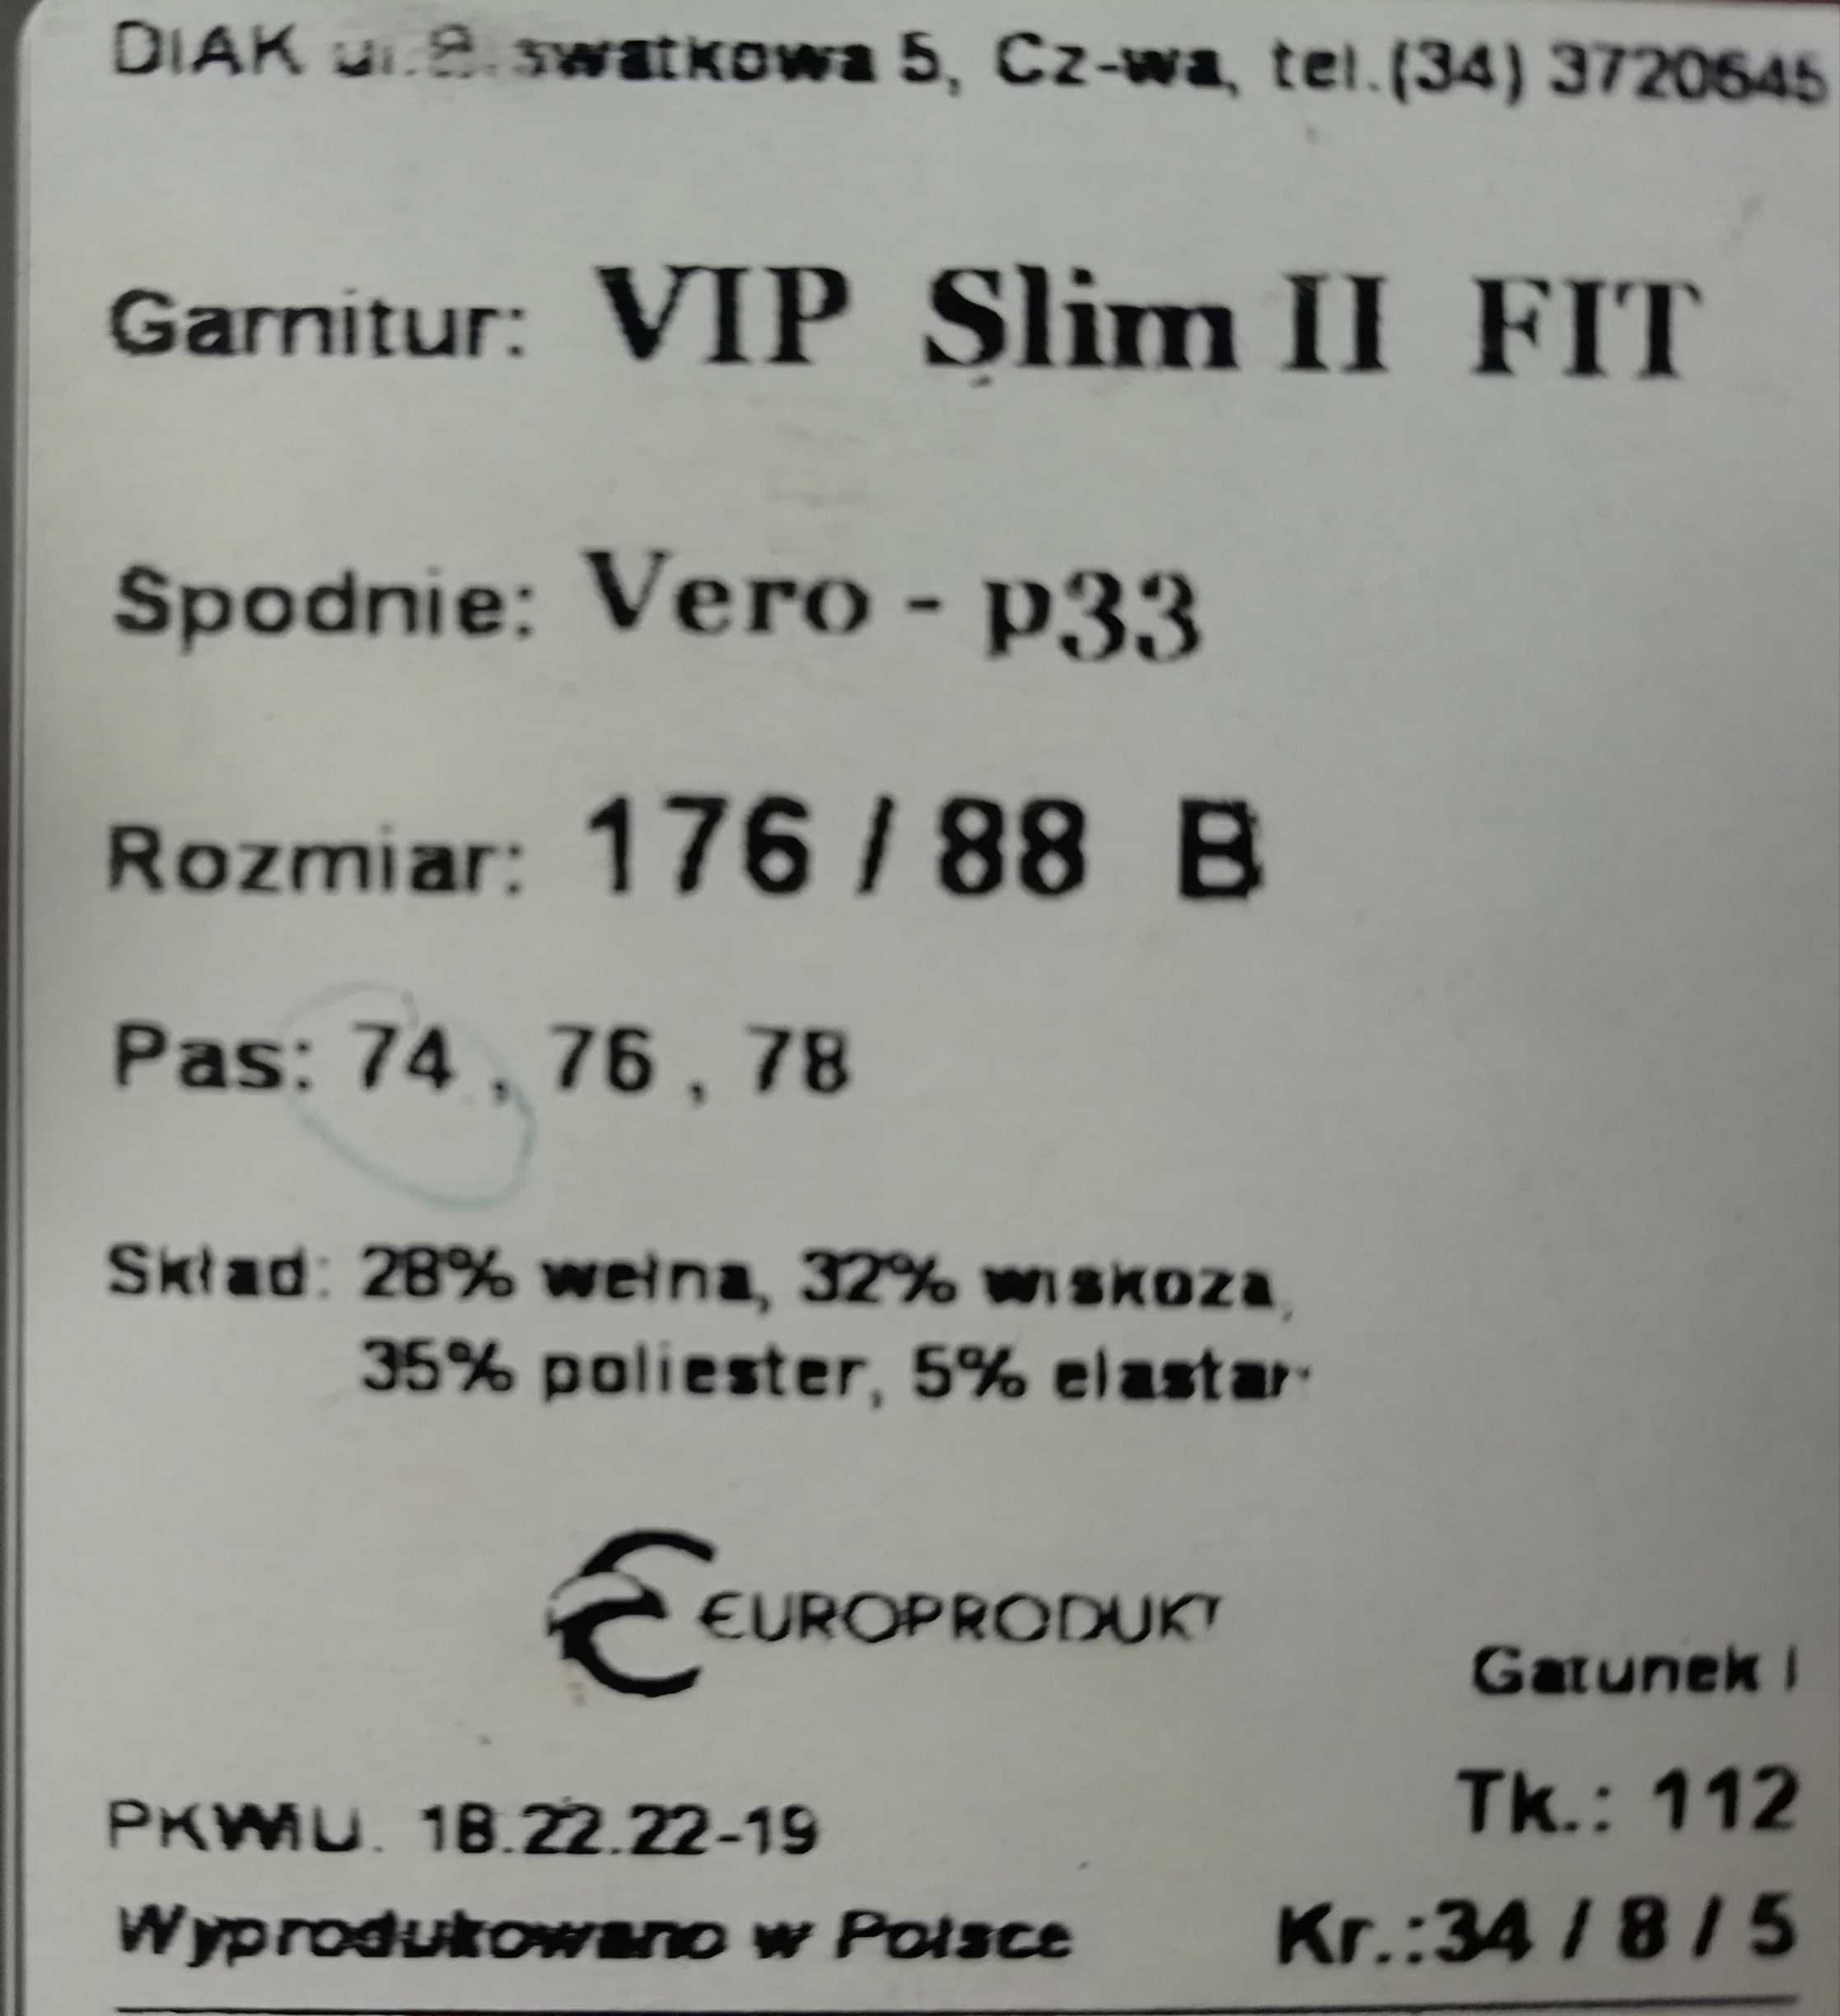 DIAK ul. 5, Cz-wa, tel.(34) 3720645
Garnitur: VIP Slim II FIT
Spodnie: Vero - p33
Rozmiar: 176 / 88 B
Pas: 74 , 76 , 78
Skład: 28% wełna, 32% wiskoza,
35% poliester, 5% elastan
EUROPRODUKT
Gatunek I
PKWiU. 18.22.22-19
Tk.: 112
Wyprodukowano w Polsce
Kr.:34 / 8 / 5